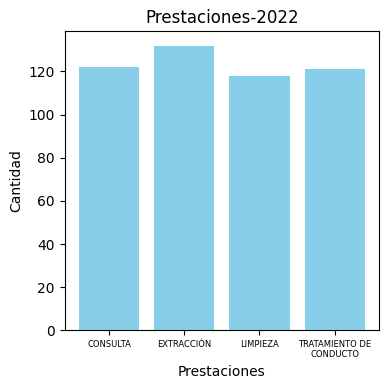 Prestaciones-2022
Cantidad
120
100
80
60
40
20
0
CONSULTA
EXTRACCIÓN
LIMPIEZA
TRATAMIENTO DE
CONDUCTO
Prestaciones